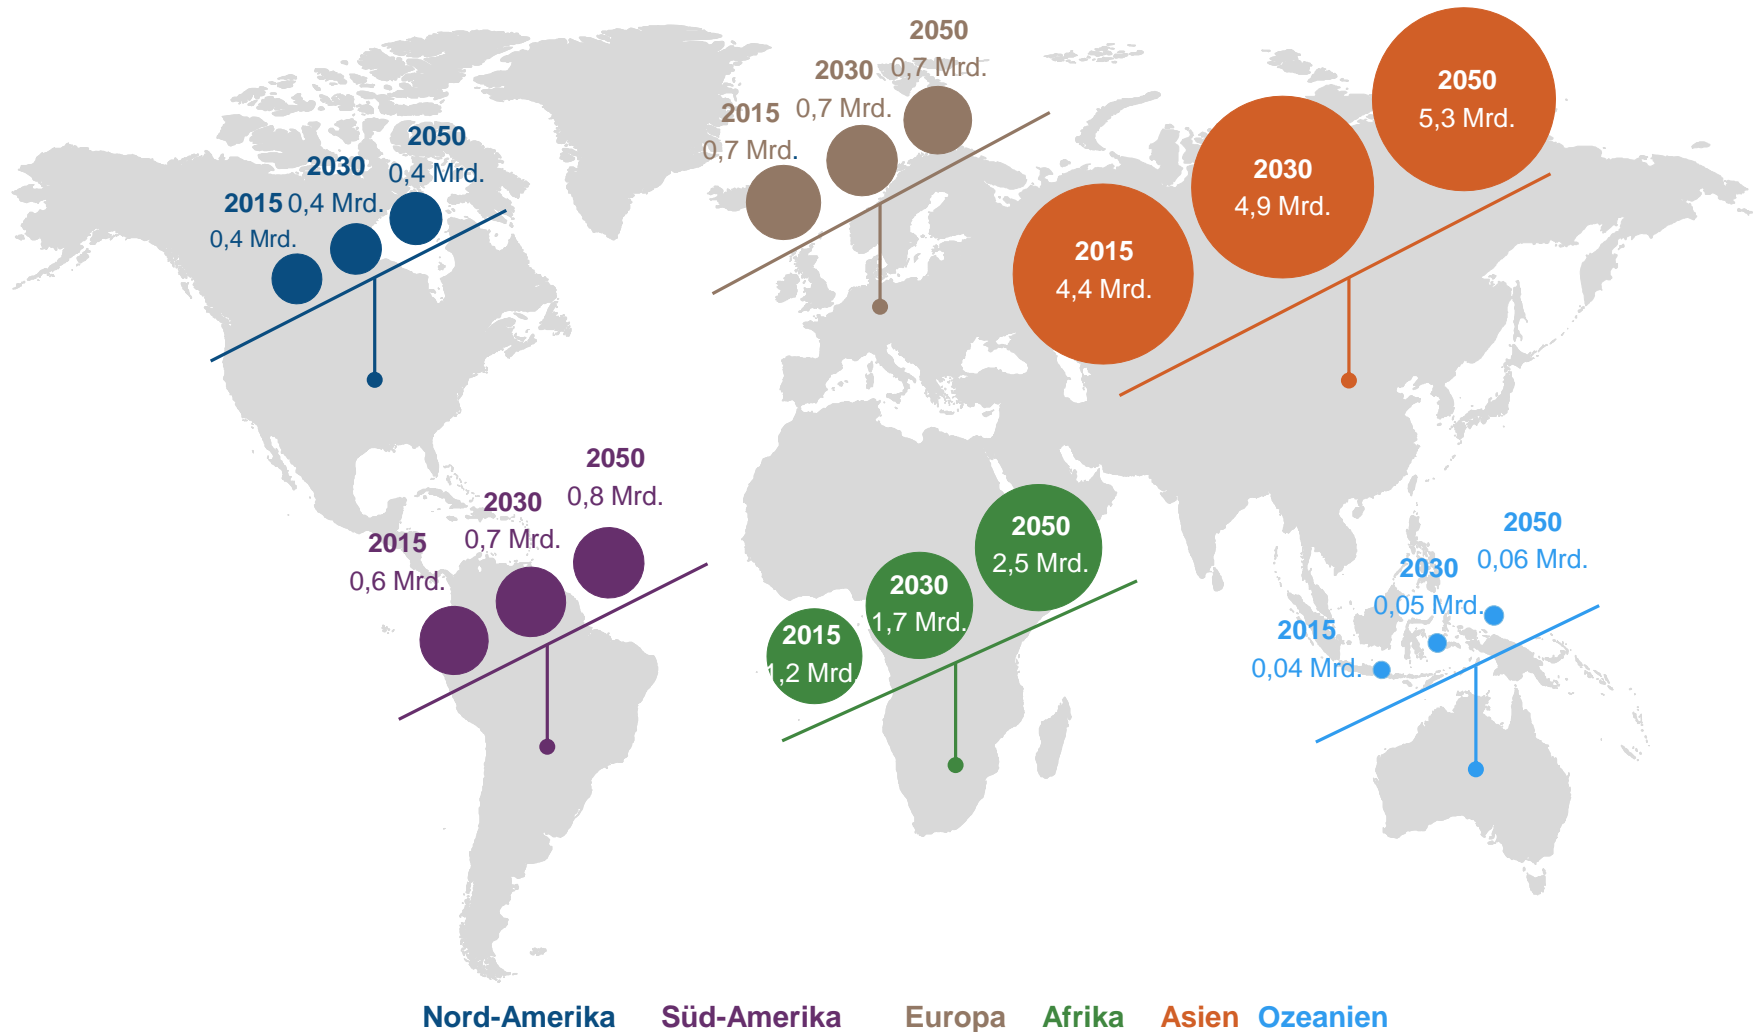 2015
0,4 Mrd.
2030
0,4 Mrd.
2050
0,4 Mrd.
2015
0,7 Mrd.
2030
0,7 Mrd.
2050
0,7 Mrd.
2015
4,4 Mrd.
2030
4,9 Mrd.
2050
5,3 Mrd.
2015
0,6 Mrd.
2030
0,7 Mrd.
2050
0,8 Mrd.
2015
1,2 Mrd.
2030
1,7 Mrd.
2050
2,5 Mrd.
2015
0,04 Mrd.
2030
0,05 Mrd.
2050
0,06 Mrd.
Nord-Amerika Süd-Amerika Europa Afrika Asien Ozeanien